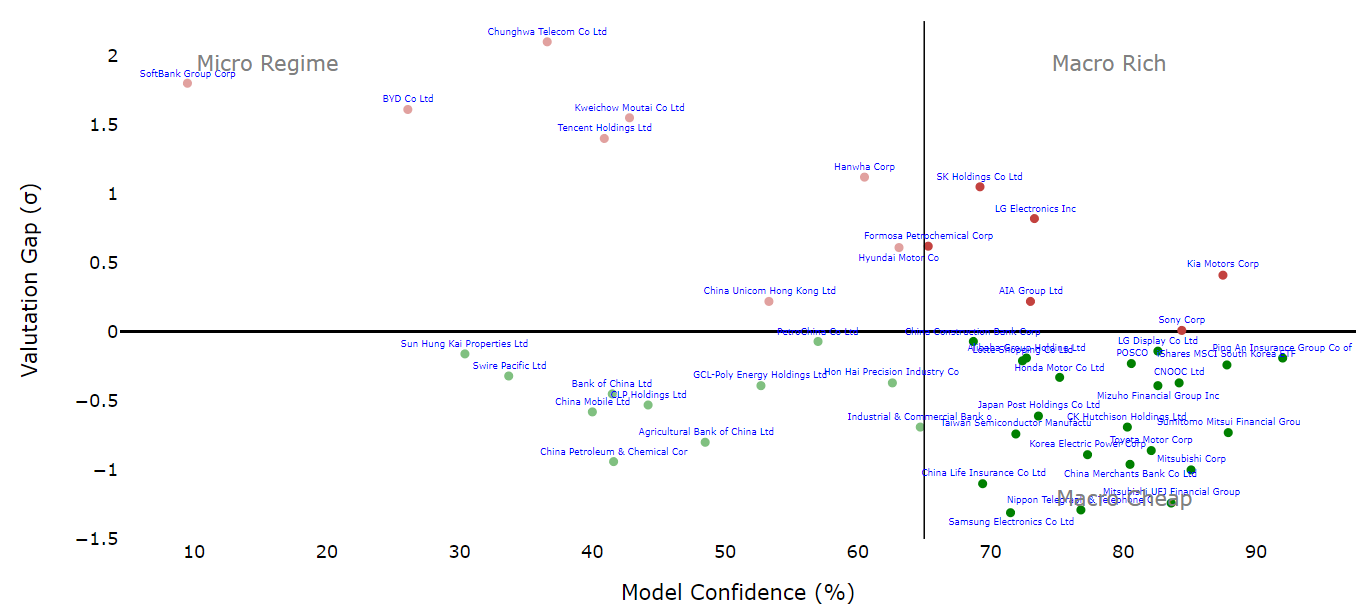 Chunghwa Telecom Co Ltd
2
Micro Regime
Macro Rich
SoftBank Group Corp
BYD Co Ltd
Kweichow Moutai Co Ltd
1.5
Tencent Holdings Ltd
Hanwha Corp
SK Holdings Co Ltd
1
LG Electronics Inc
Formosa Petrochemical Corp
Hyundai Motor Co
0.5
Kia Motors Corp
China Unicom Hong Kong Ltd
AIA Group Ltd
Sony Corp
0
PetroChina Co Ltd
China Construction Bank Corp
Sun Hung Kai Properties Ltd
LG Display Co Ltd
Alibaba Group Holding Ltd
Lotte Shopping Co Ltd
POSCO
iShares MSCI South Korea ETF
Ping An Insurance Group Co of
Swire Pacific Ltd
GCL-Poly Energy Holdings Ltd
Hon Hai Precision Industry Co
Honda Motor Co Ltd
CNOOC Ltd
Bank of China Ltd
CLP Holdings Ltd
Mizuho Financial Group Inc
−0.5
China Mobile Ltd
Japan Post Holdings Co Ltd
Industrial & Commercial Bank o
Taiwan Semiconductor Manufactu
CK Hutchison Holdings Ltd
Sumitomo Mitsui Financial Grou
Agricultural Bank of China Ltd
Korea Electric Power Corp
Toyota Motor Corp
China Petroleum & Chemical Cor
Mitsubishi Corp
−1
China Life Insurance Co Ltd
China Merchants Bank Co Ltd
Mitsubishi UFJ Financial Group
Nippon Telegraph & Telephone C
Macro Cheap
Samsung Electronics Co Ltd
−1.5
10 20 30 40 50 60 70 80 90
Model Confidence (%)
Valutation Gap (σ)